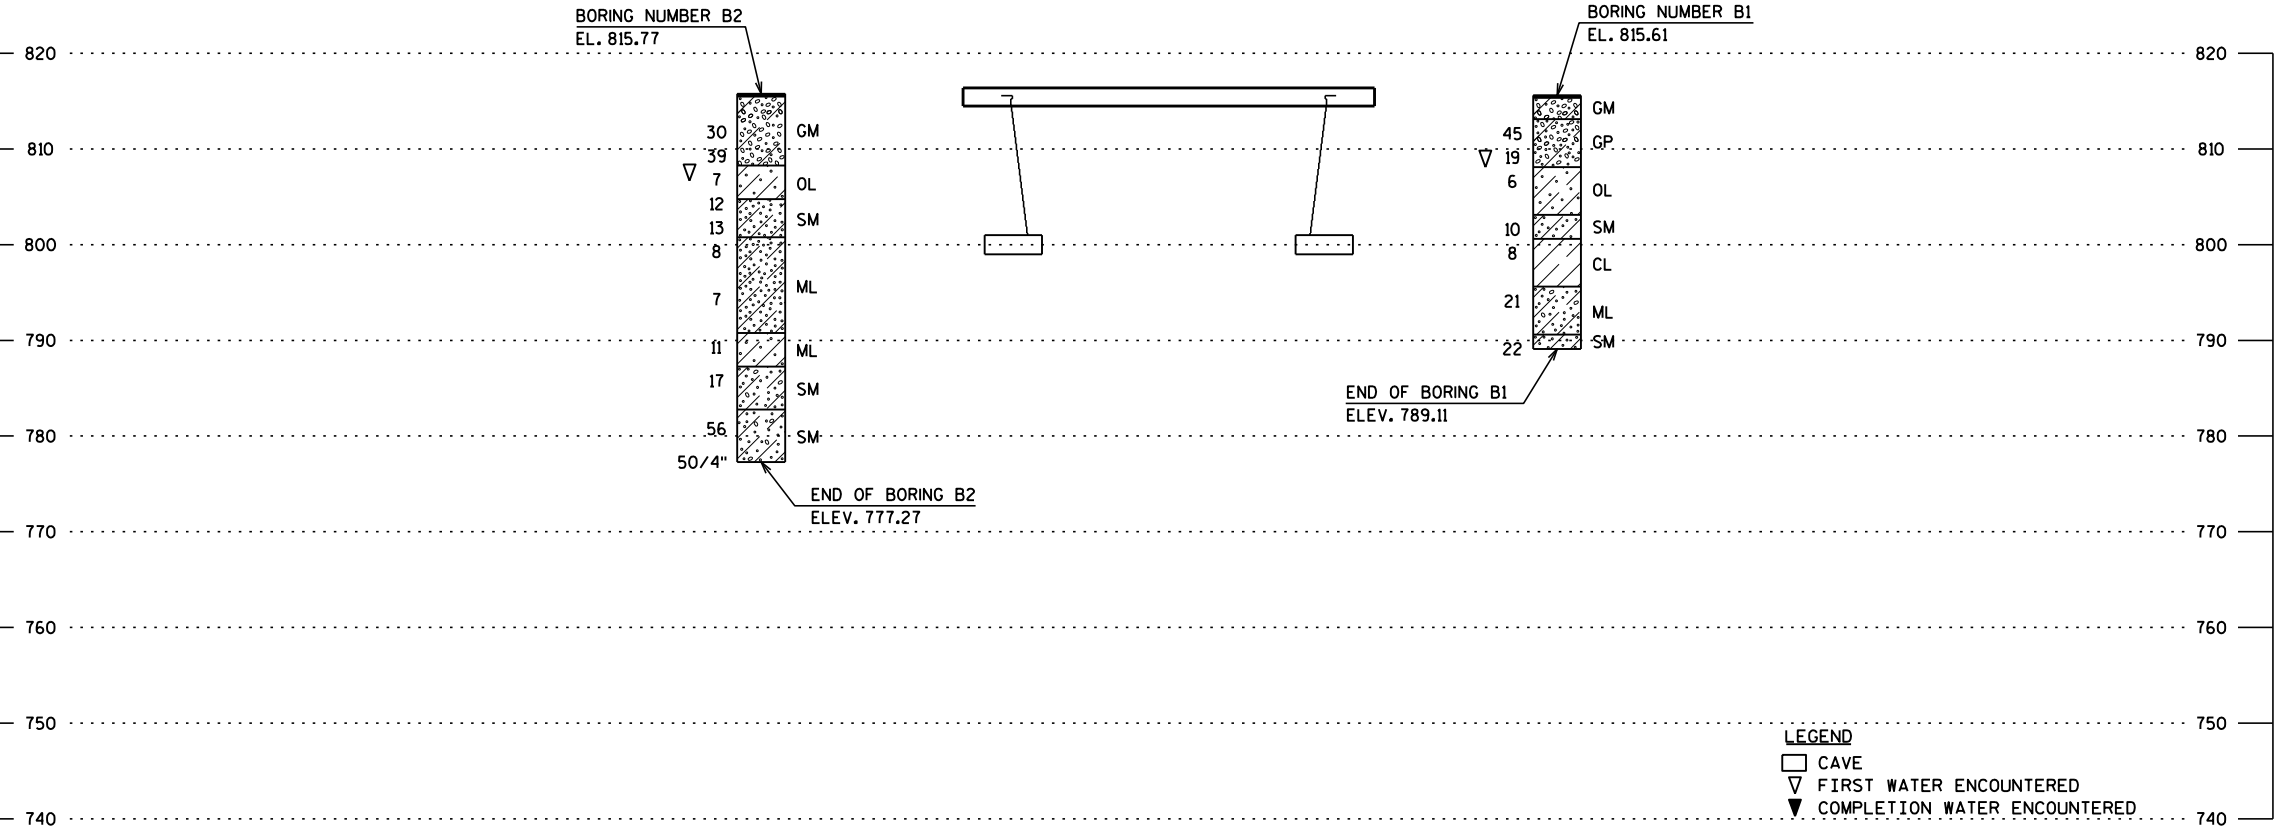 BORING NUMBER B2
EL. 815.77
BORING NUMBER B1
EL. 815.61
820 820
GM
30 GM
45 GP
810 39 19 810
7 OL
6 OL
12
13 SM
10 SM
800 800
8
8 CL
7 ML
21 ML
790 790
11 ML
22 SM
17 SM
END OF BORING B1
ELEV. 789.11
56 SM
780 780
50/4"
END OF BORING B2
ELEV. 777.27
770 770
760 760
750 750
LEGEND
CAVE
FIRST WATER ENCOUNTERED
COMPLETION WATER ENCOUNTERED
740 740